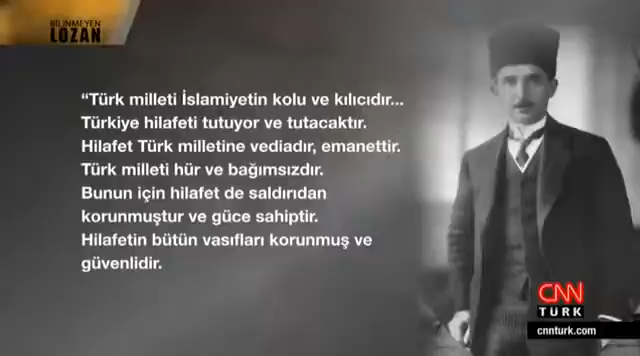 BİLİNMEYEN
LOZAN
“Türk milleti İslamiyetin kolu ve kılıcıdır...
Türkiye hilafeti tutuyor ve tutacaktır.
Hilafet Türk milletine vediadır, emanettir.
Türk milleti hür ve bağımsızdır.
Bunun için hilafet de saldırıdan
korunmuştur ve güce sahiptir.
Hilafetin bütün vasıfları korunmuş ve
güvenlidir.
CNN
TÜRK
cnnturk.com